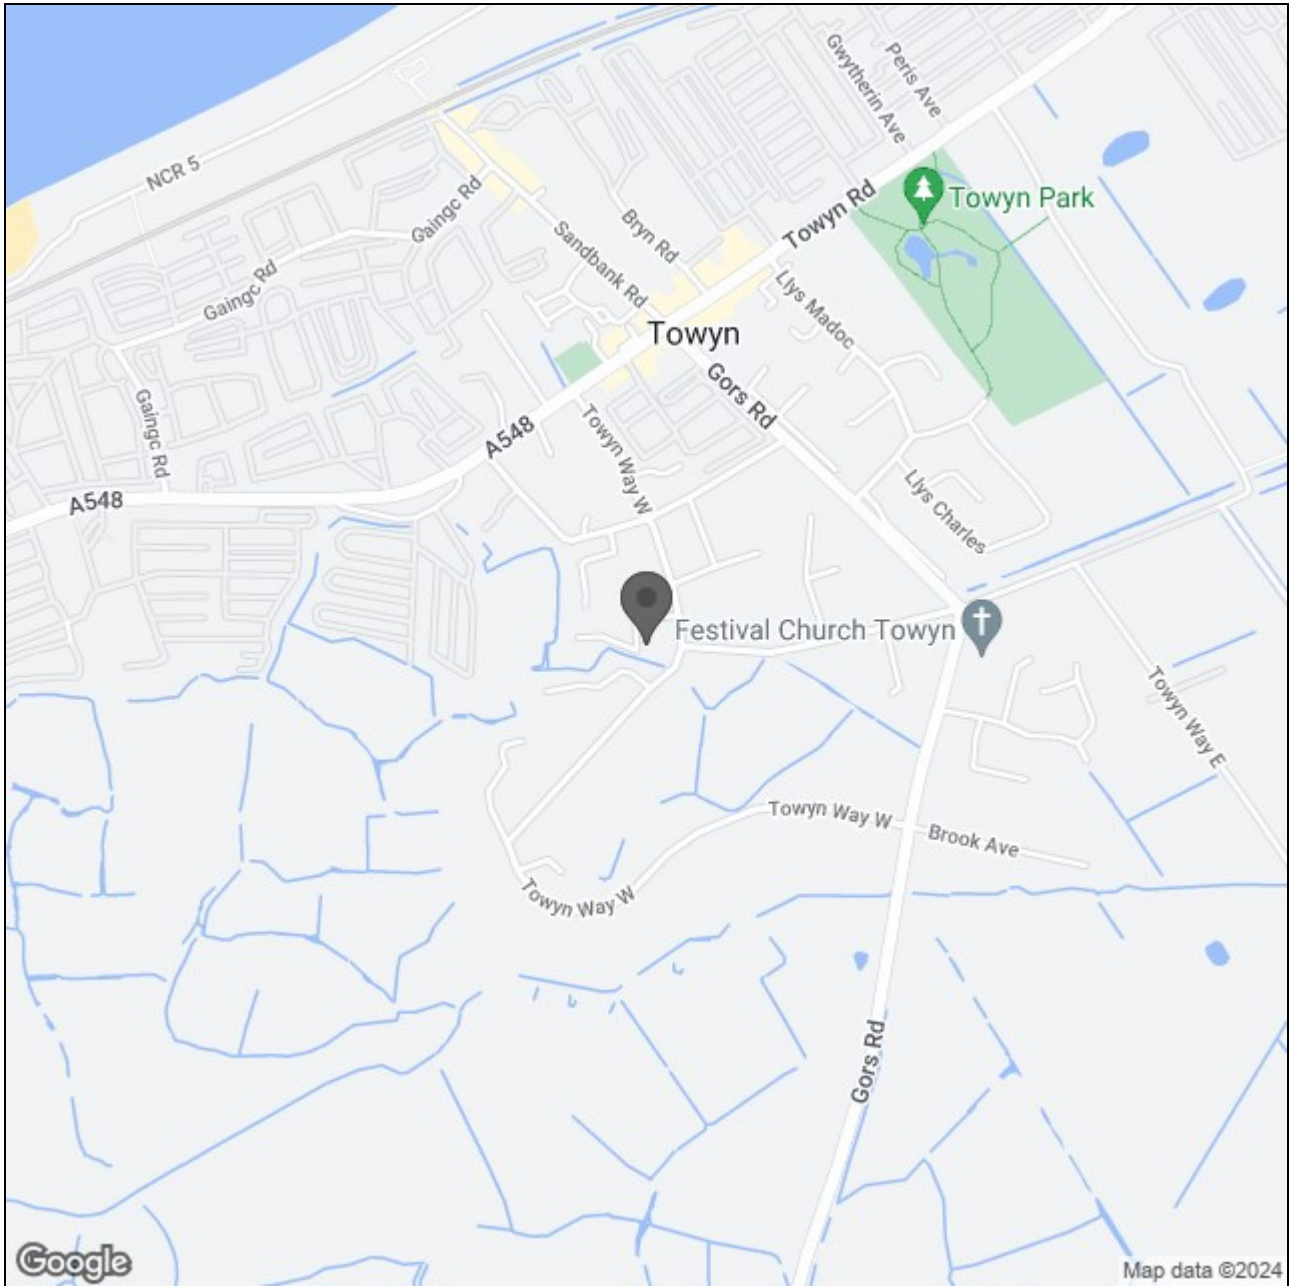 Gwytherin Ave
Peris Ave
NCR 5
Gaingc Rd
Bryn Rd
Towyn Rd
Towyn Park
Sandbank Rd
Gaingc Rd
Llys Madoc
Towyn
Gaingc Rd
Gors Rd
A548
Towyn Way W
A548
Llys Charles
Festival Church Towyn
Towyn Way E
Towyn Way W
Brook Ave
Towyn Way W
Gors Rd
Google
Map data ©2024